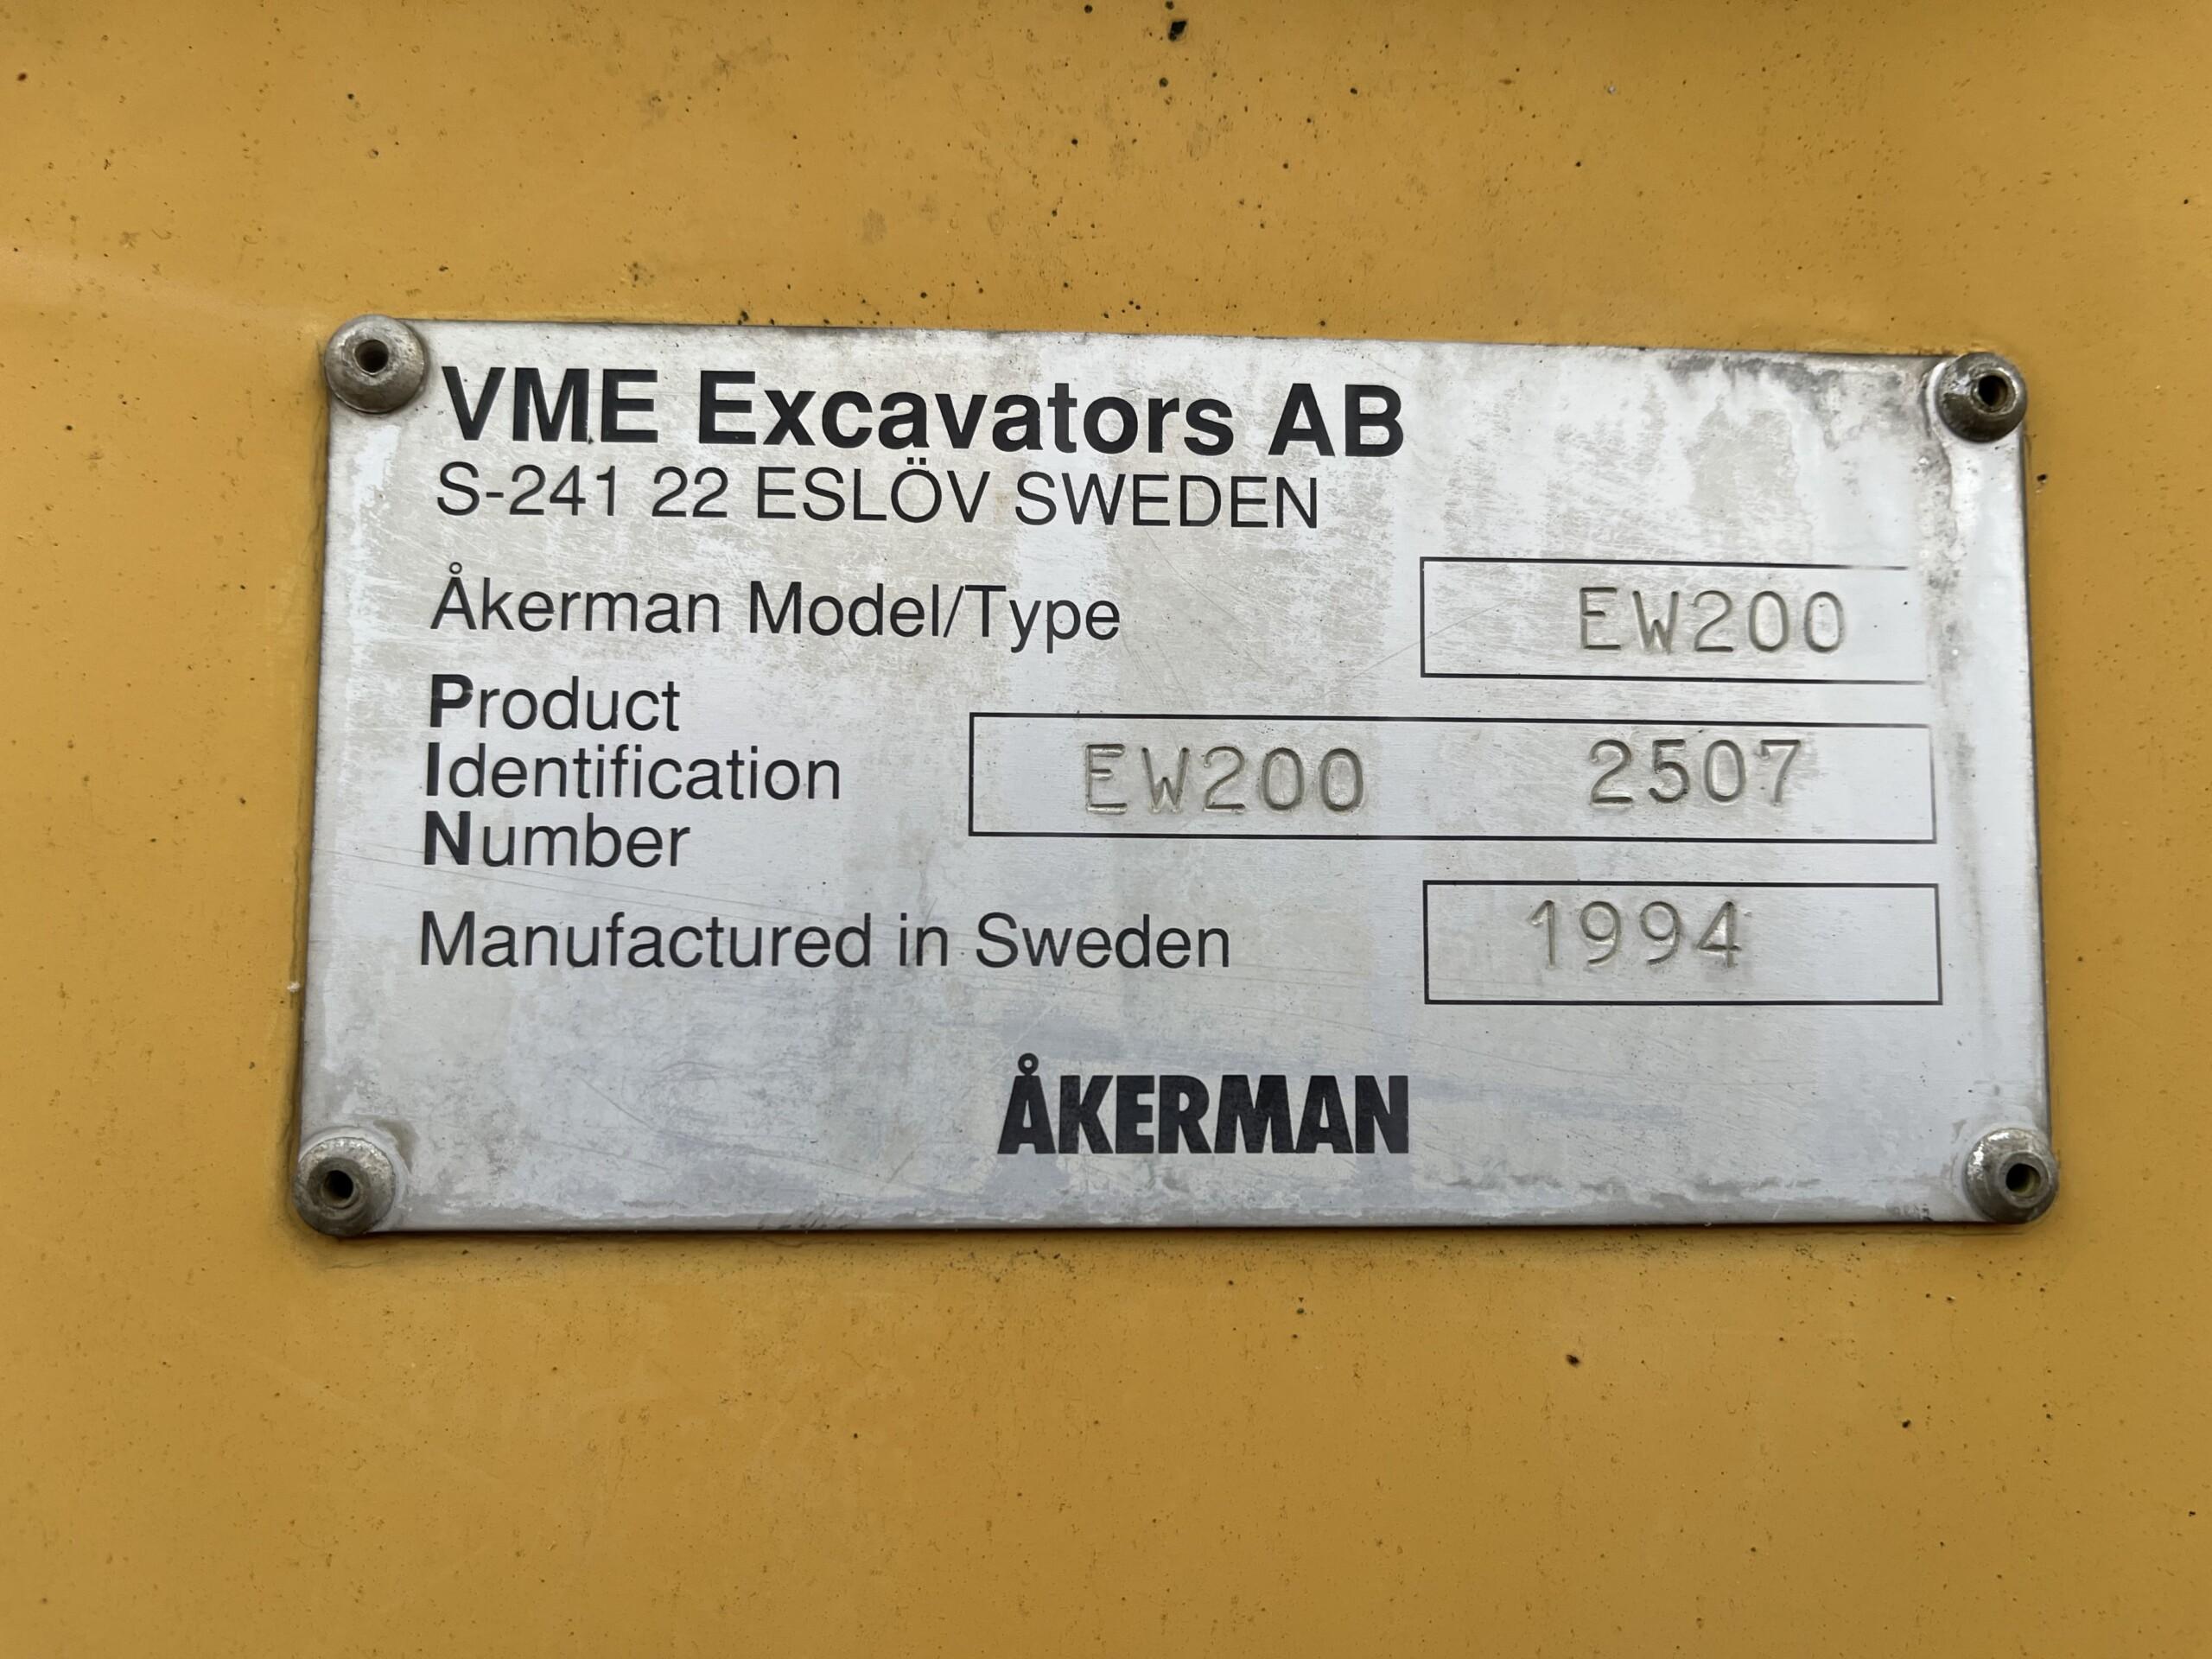 VME Excavators AB
S-241 22 ESLÖV SWEDEN
Åkerman Model/Type EW200
Product
Identification EW200 2507
Number
Manufactured in Sweden 1994
ÅKERMAN